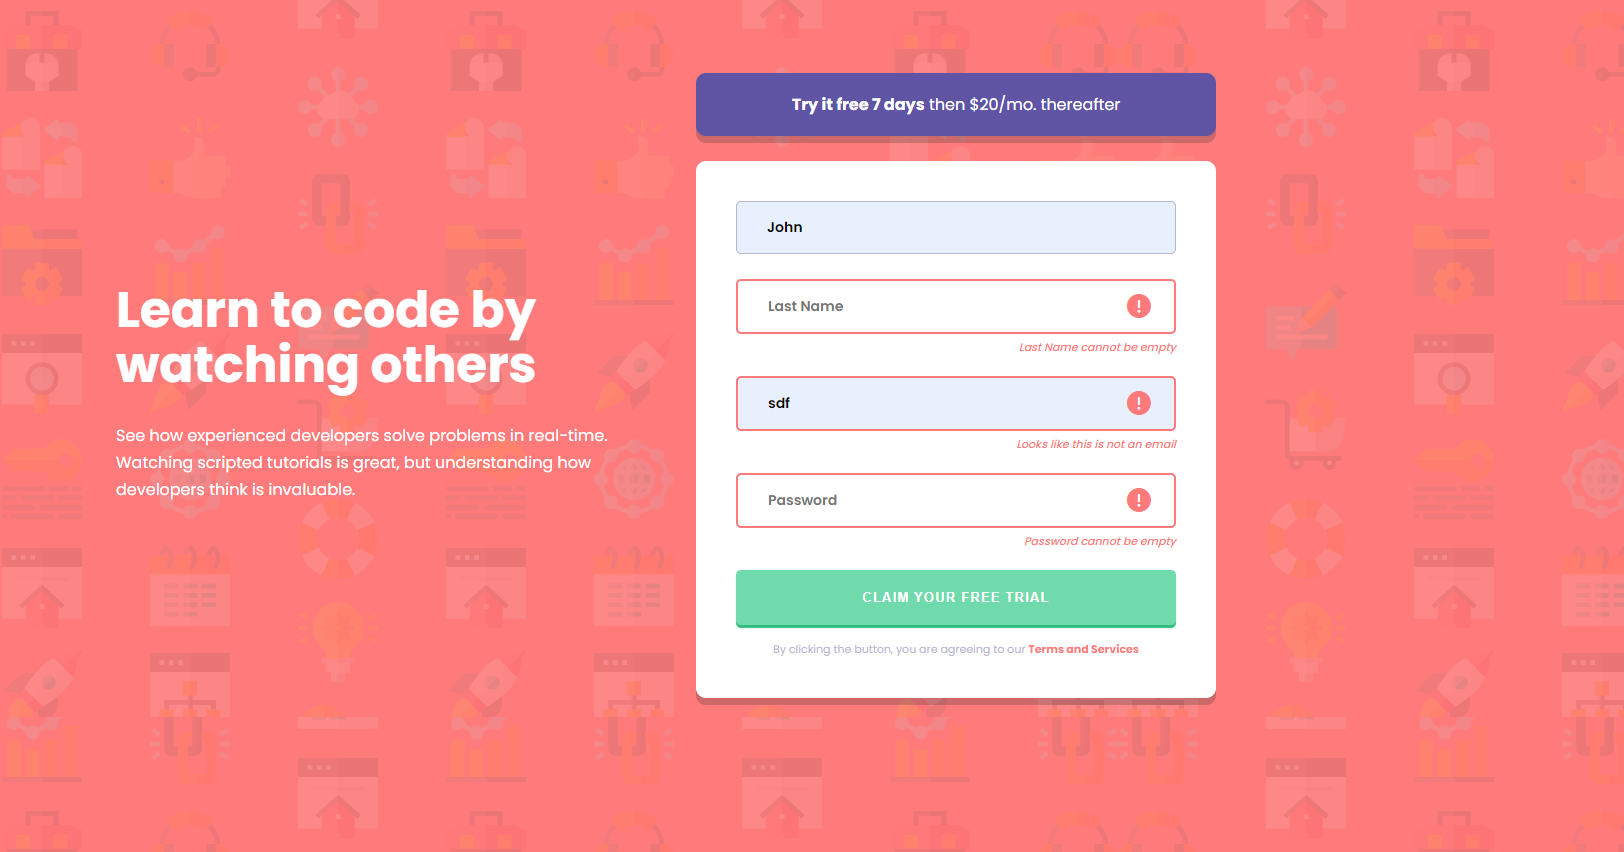 Learn to code by
watching others
See how experienced developers solve problems in real-time.
Watching scripted tutorials is great, but understanding how
developers think is invaluable.
Try it free 7 days then $20/mo. thereafter
John
Last Name
Last Name cannot be empty
sdf
Looks like this is not an email
Password
Password cannot be empty
CLAIM YOUR FREE TRIAL
By clicking the button, you are agreeing to our Terms and Services